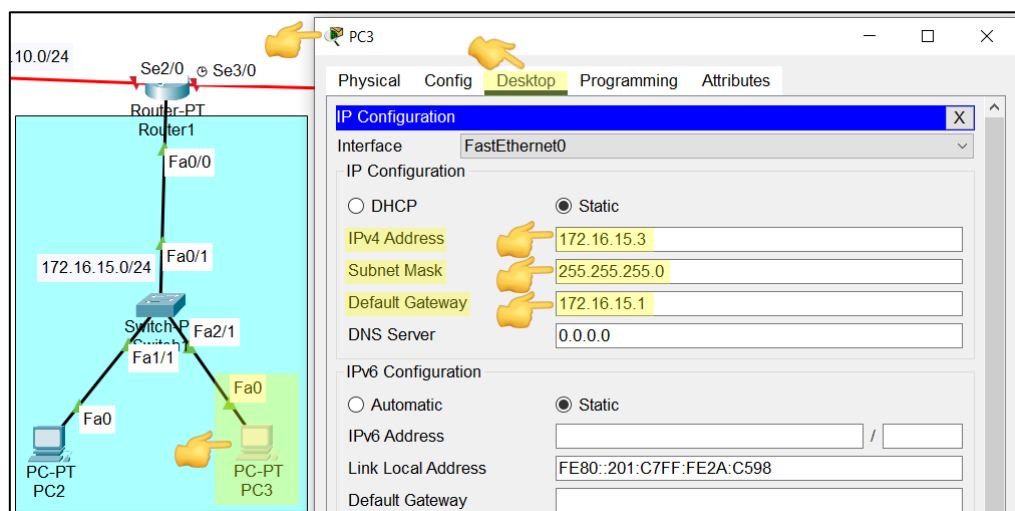 .10.0/24
Se2/0
Se3/0
Router-PT
Router1
Fa0/0
Fa0/1
172.16.15.0/24
Fa2/1
Fa1/1
Fa0
Fa0
PC-PT
PC2
PC-PT
PC3
PC3
Physical Config Desktop Programming Attributes
IP Configuration X
Interface FastEthernet0
IP Configuration
DHCP Static
IPv4 Address 172.16.15.3
Subnet Mask 255.255.255.0
Default Gateway 172.16.15.1
DNS Server 0.0.0.0
IPv6 Configuration
Automatic Static
IPv6 Address /
Link Local Address FE80::201:C7FF:FE2A:C598
Default Gateway